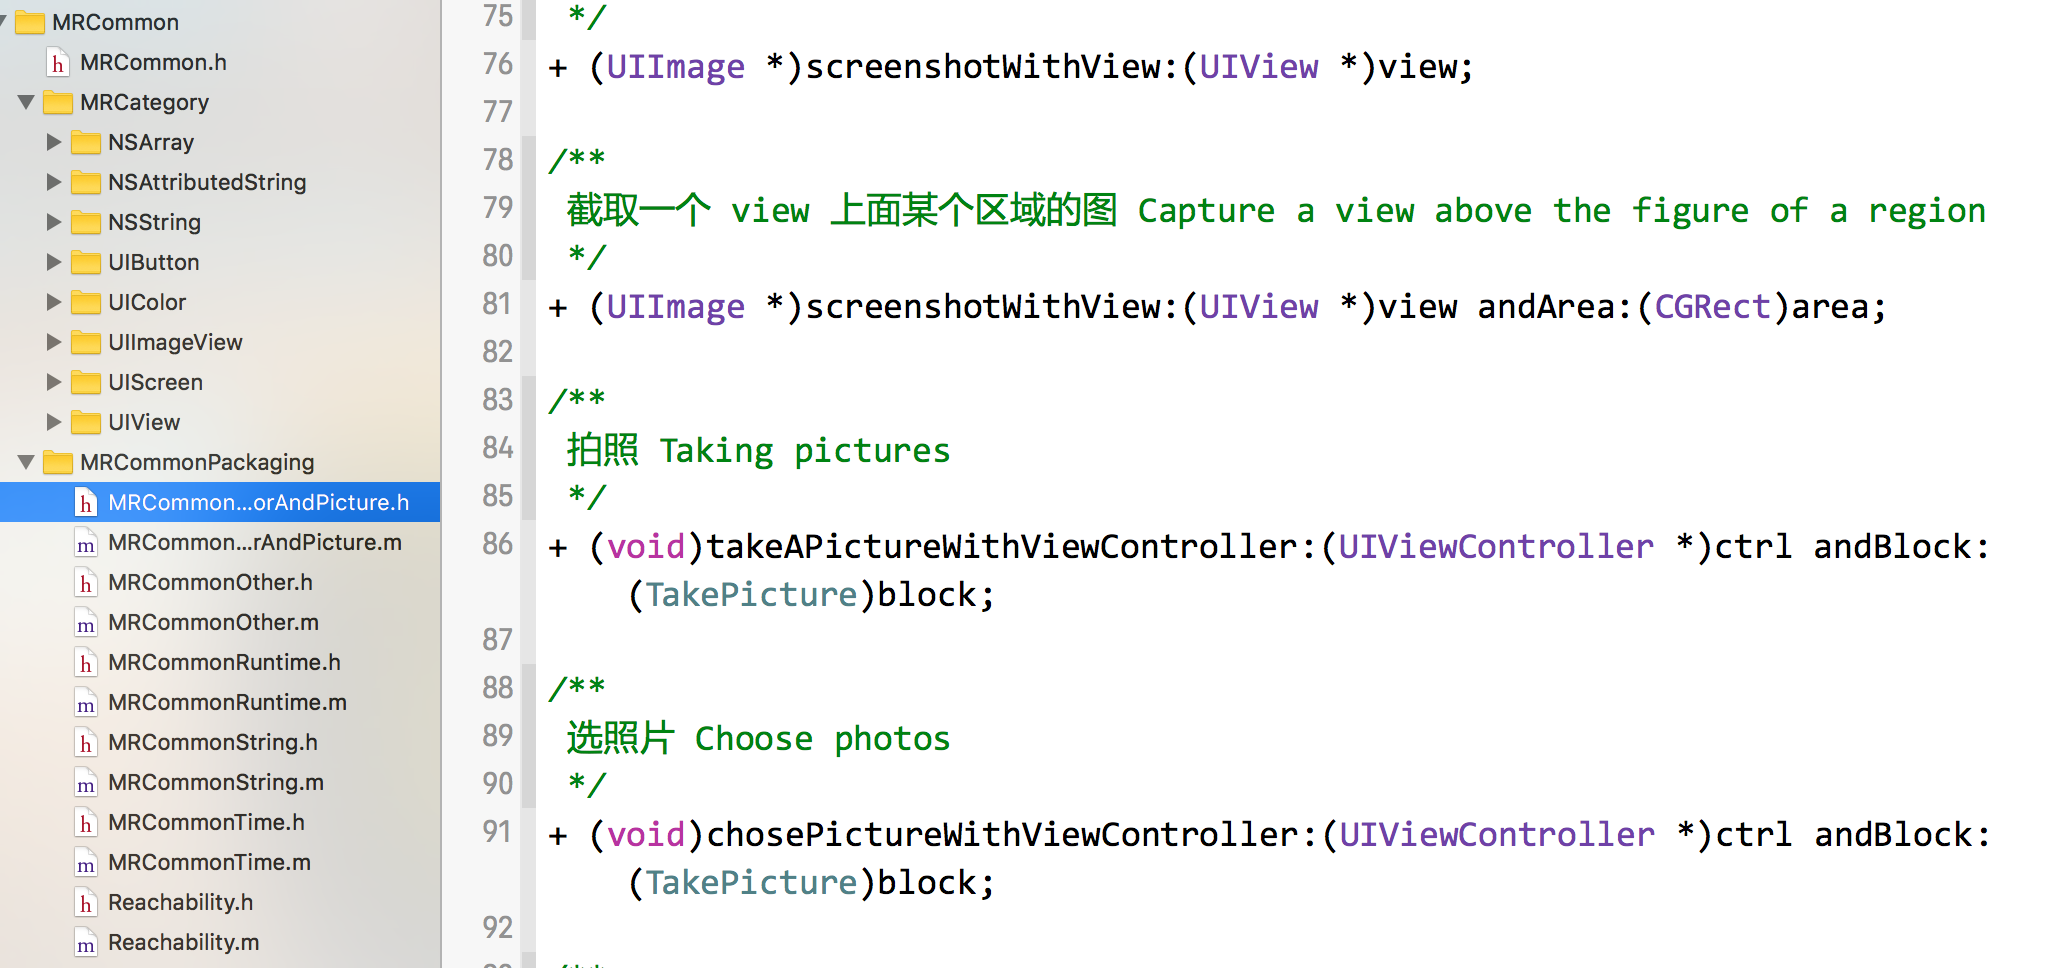 MRCommon
MRCommon.h
MRCategory
NSArray
NSAttributedString
NSString
UIButton
UIColor
UIImageView
UIScreen
UIView
MRCommonPackaging
MRCommon...orAndPicture.h
MRCommon...rAndPicture.m
MRCommonOther.h
MRCommonOther.m
MRCommonRuntime.h
MRCommonRuntime.m
MRCommonString.h
MRCommonString.m
MRCommonTime.h
MRCommonTime.m
Reachability.h
Reachability.m
75 */
76 + (UIImage *)screenshotWithView:(UIView *)view;
77
78 /**
79 截取一个 view 上面某个区域的图 Capture a view above the figure of a region
80 */
81 + (UIImage *)screenshotWithView:(UIView *)view andArea:(CGRect)area;
82
83 /**
84 拍照 Taking pictures
85 */
86 + (void)takeAPictureWithViewController:(UIViewController *)ctrl andBlock:
(TakePicture)block;
87
88 /**
89 选照片 Choose photos
90 */
91 + (void)chosePictureWithViewController:(UIViewController *)ctrl andBlock:
(TakePicture)block;
92